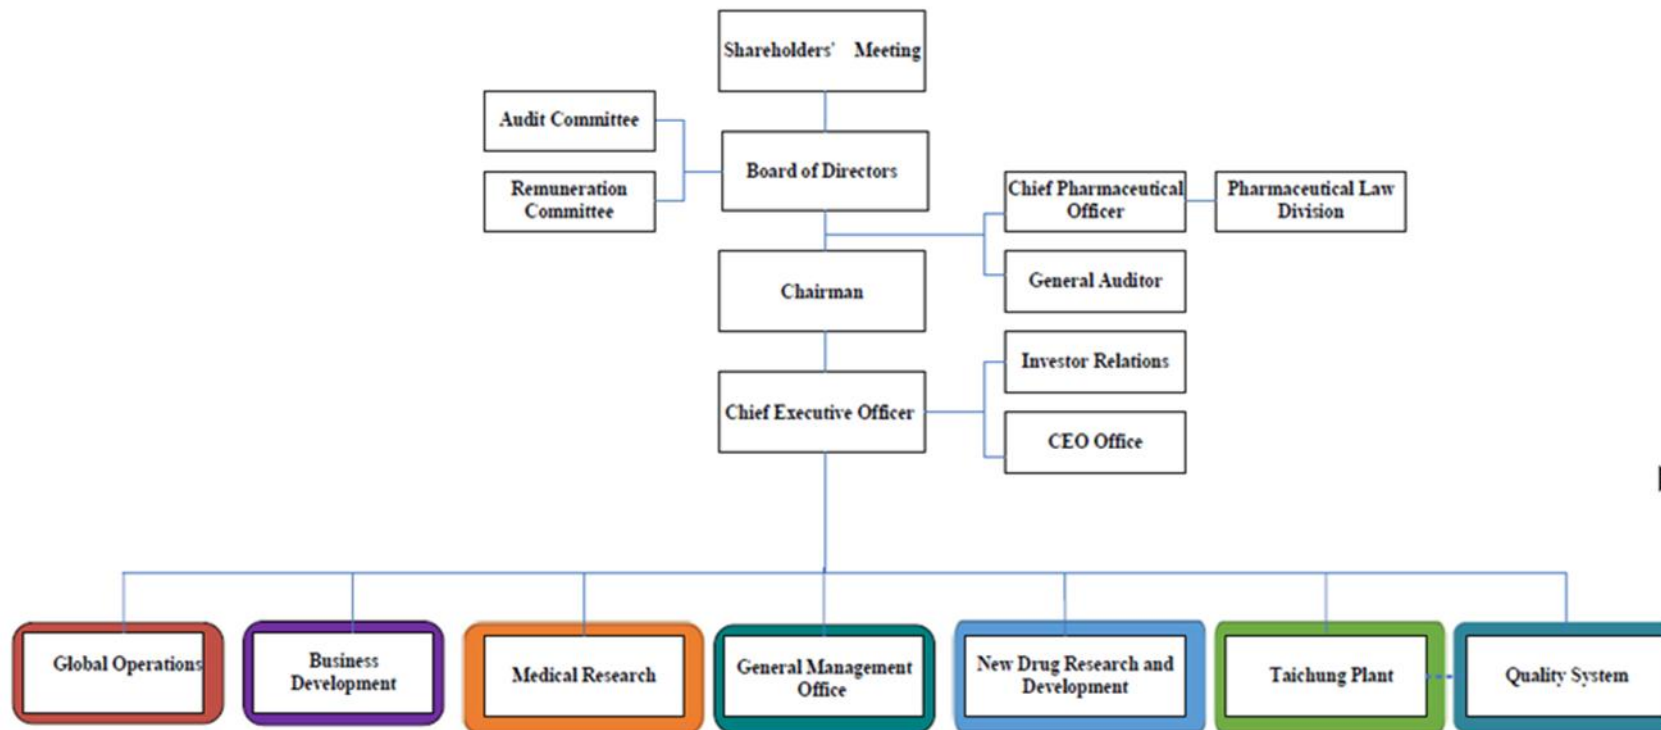 Shareholders' Meeting
Audit Committee
Board of Directors
Remuneration
Committee
Chief Pharmaceutical
Officer
Pharmaceutical Law
Division
General Auditor
Chairman
Investor Relations
Chief Executive Officer
CEO Office
Global Operations
Business
Development
Medical Research
General Management
Office
New Drug Research and
Development
Taichung Plant
Quality System